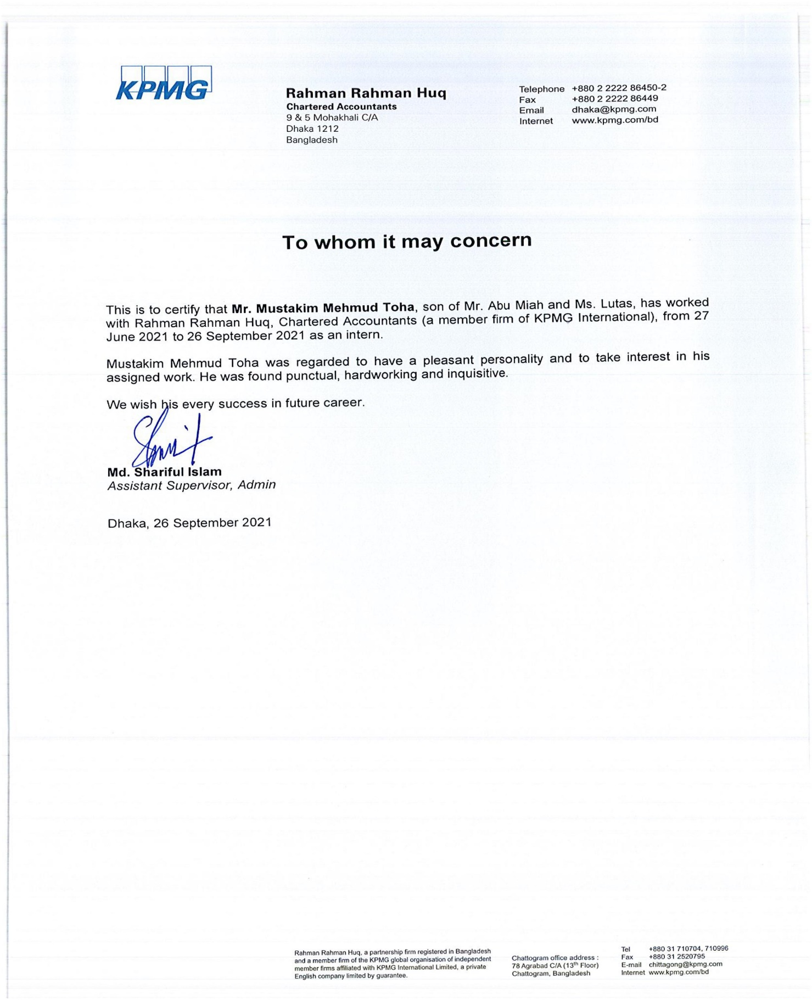 KPMG
Rahman Rahman Huq
Chartered Accountants
9 & 5 Mohakhali C/A
Dhaka 1212
Bangladesh
Telephone +880 2 2222 86450-2
Fax +880 2 2222 86449
Email dhaka@kpmg.com
Internet www.kpmg.com/bd
To whom it may concern
This is to certify that Mr. Mustakim Mehmud Toha, son of Mr. Abu Miah and Ms. Lutas, has worked
with Rahman Rahman Huq, Chartered Accountants (a member firm of KPMG International), from 27
June 2021 to 26 September 2021 as an intern.
Mustakim Mehmud Toha was regarded to have a pleasant personality and to take interest in his
assigned work. He was found punctual, hardworking and inquisitive.
We wish his every success in future career.
Md. Shariful Islam
Assistant Supervisor, Admin
Dhaka, 26 September 2021
Rahman Rahman Huq, a partnership firm registered in Bangladesh
and a member firm of the KPMG global organisation of independent
member firms affiliated with KPMG International Limited, a private
English company limited by guarantee.
Chattogram office address :
78 Agrabad C/A (13th Floor)
Chattogram, Bangladesh
Tel +880 31 710704, 710996
Fax +880 31 2520795
E-mail chittagong@kpmg.com
Internet www.kpmg.com/bd